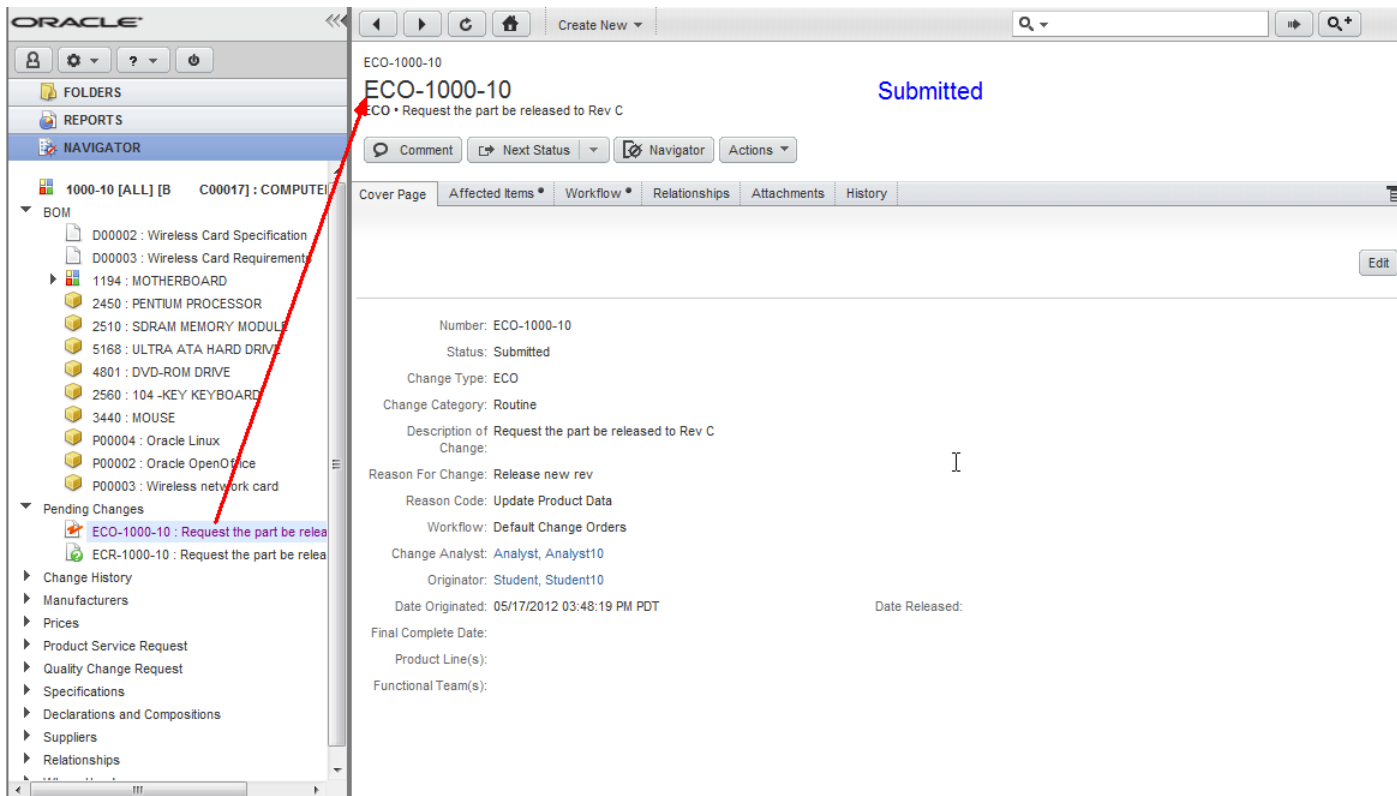 ORACLE
Create New
FOLDERS
REPORTS
NAVIGATOR
1000-10 [ALL] [B C00017] : COMPUTE
BOM
D00002 : Wireless Card Specification
D00003 : Wireless Card Requirements
1194 : MOTHERBOARD
2450 : PENTIUM PROCESSOR
2510 : SDRAM MEMORY MODULE
5168 : ULTRA ATA HARD DRIVE
4801 : DVD-ROM DRIVE
2560 : 104 -KEY KEYBOARD
3440 : MOUSE
P00004 : Oracle Linux
P00002 : Oracle OpenOffice
P00003 : Wireless network card
Pending Changes
ECO-1000-10 : Request the part be relea
ECR-1000-10 : Request the part be relea
Change History
Manufacturers
Prices
Product Service Request
Quality Change Request
Specifications
Declarations and Compositions
Suppliers
Relationships
ECO-1000-10
ECO-1000-10
Submitted
ECO • Request the part be released to Rev C
Comment Next Status Navigator Actions
Cover Page Affected Items • Workflow • Relationships Attachments History
Edit
Number: ECO-1000-10
Status: Submitted
Change Type: ECO
Change Category: Routine
Description of Change: Request the part be released to Rev C
Reason For Change: Release new rev
Reason Code: Update Product Data
Workflow: Default Change Orders
Change Analyst: Analyst, Analyst10
Originator: Student, Student10
Date Originated: 05/17/2012 03:48:19 PM PDT Date Released:
Final Complete Date:
Product Line(s):
Functional Team(s):